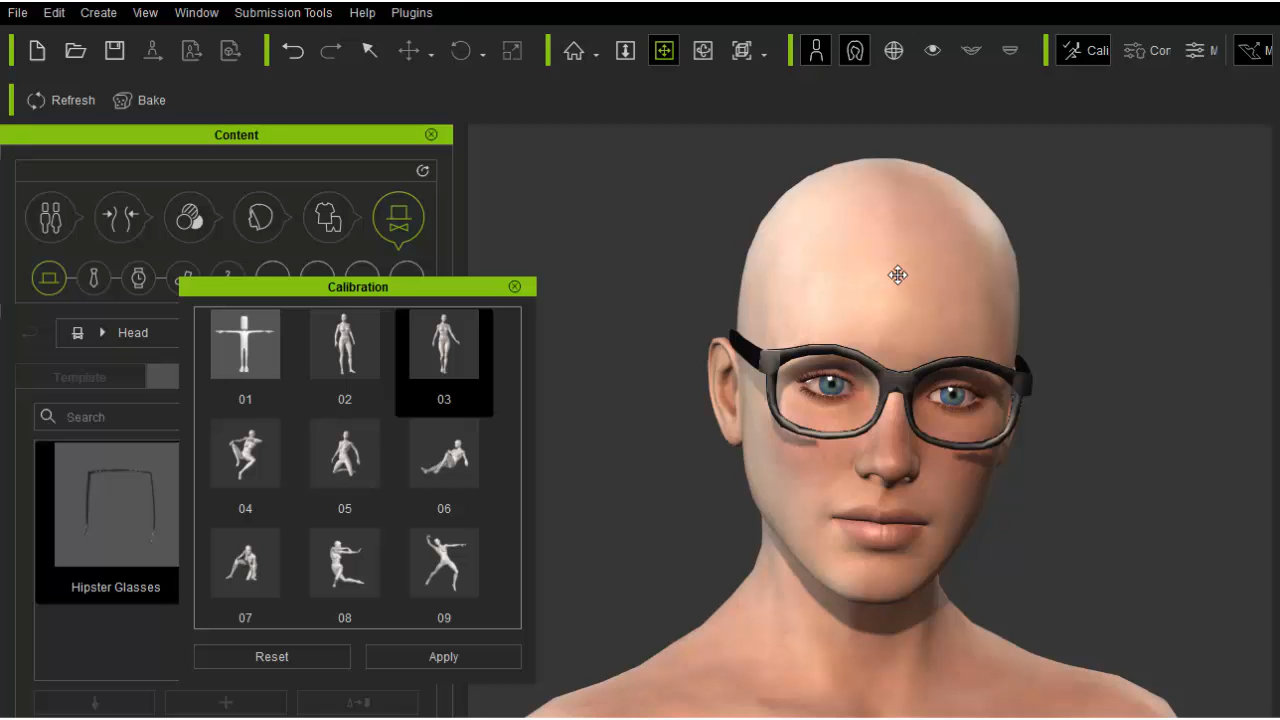 File Edit Create View Window Submission Tools Help Plugins
Cali Cor M M
Refresh Bake
Content
Calibration
Head
Template
Search
Hipster Glasses
01 02 03
04 05 06
07 08 09
Reset Apply